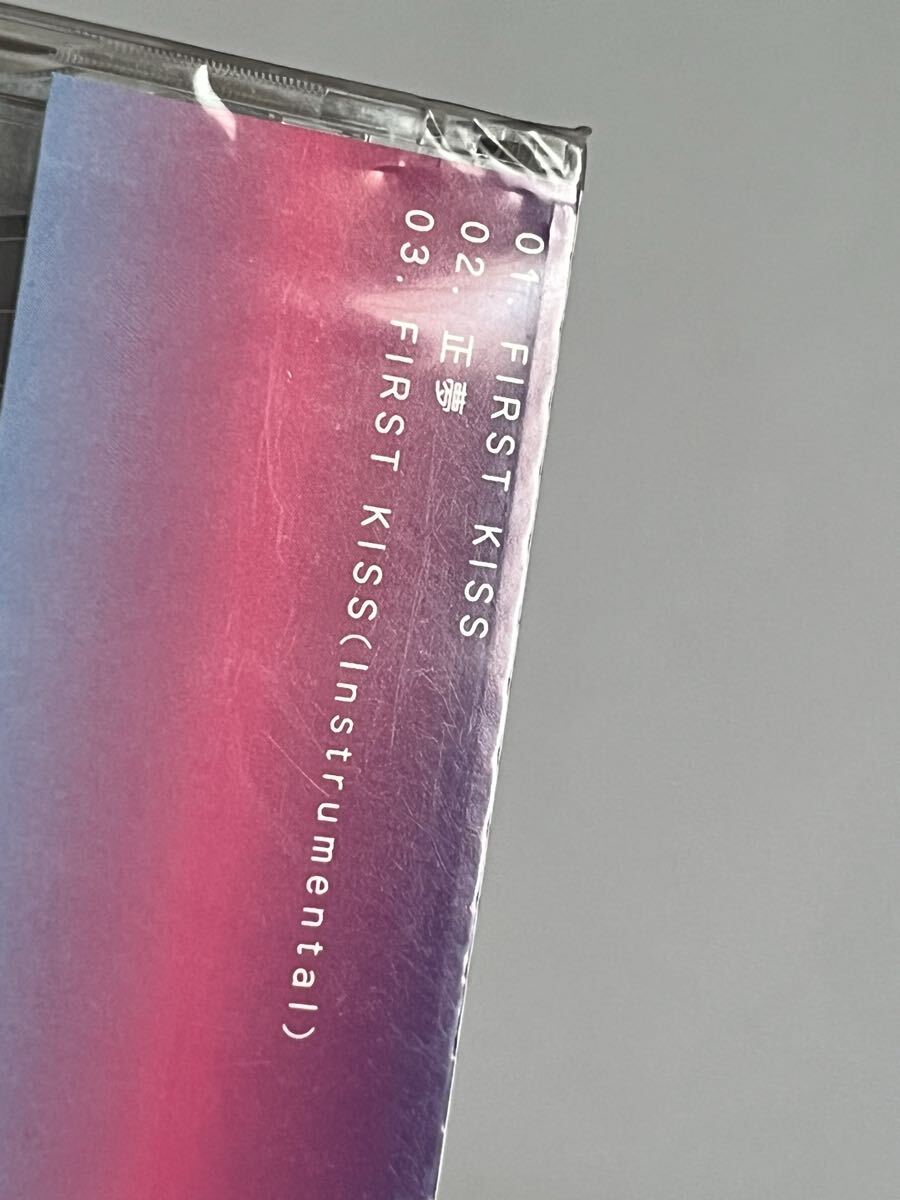 01. FIRST KISS
02. 正夢
03. FIRST KISS(Instrumental)